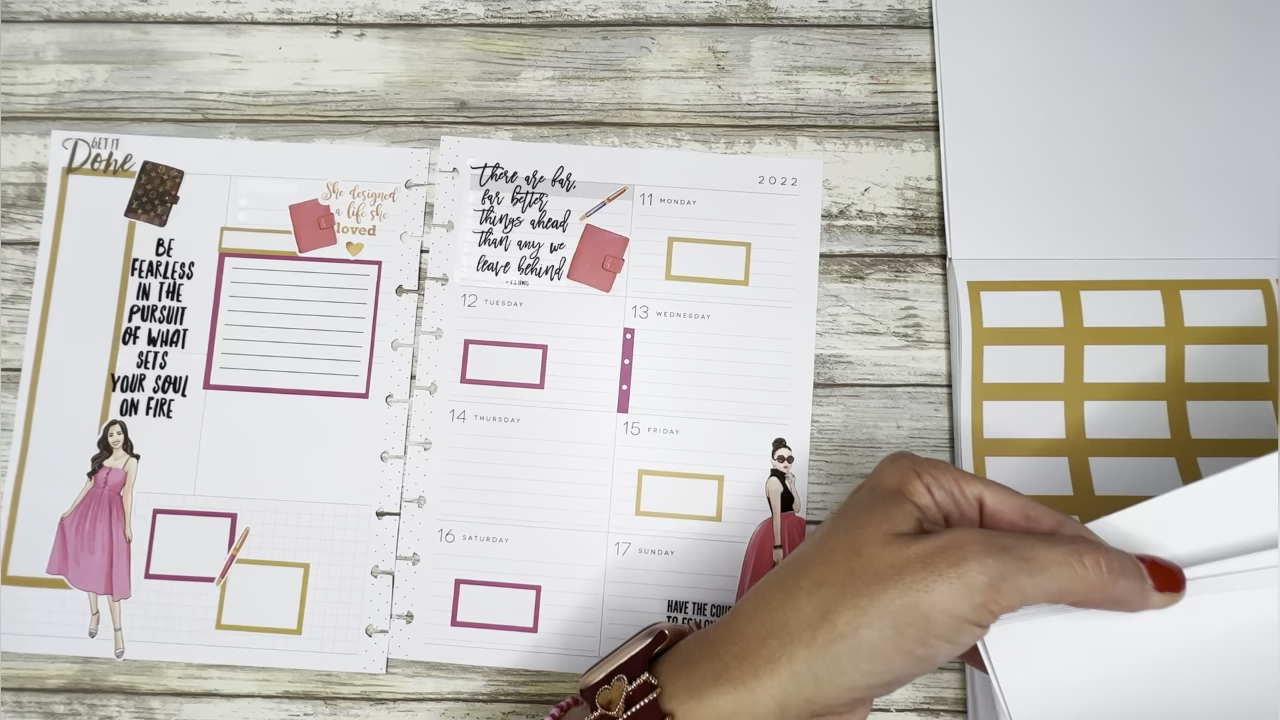 GET IT
Done
BE
FEARLESS
IN THE
PURSUIT
OF WHAT
SETS
YOUR SOUL
ON FIRE
She designed
a life she
loved
There are far,
far better
things ahead
than any we
leave behind
2022
11 MONDAY
12 TUESDAY
13 WEDNESDAY
14 THURSDAY
15 FRIDAY
16 SATURDAY
17 SUNDAY
HAVE THE
TO